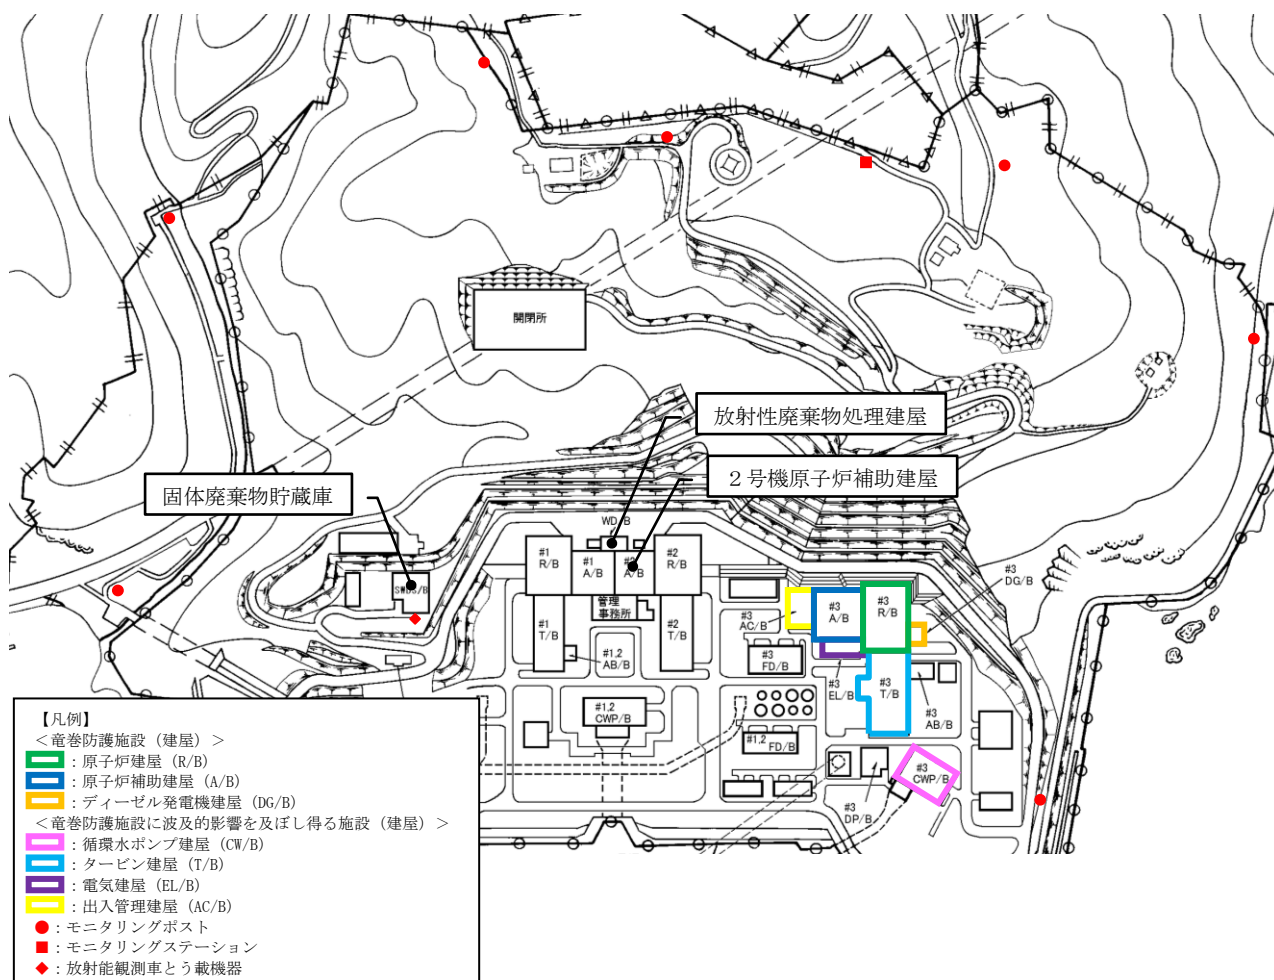 開閉所
放射性廃棄物処理建屋
２号機原子炉補助建屋
固体廃棄物貯蔵庫
WD/B
#1
R/B
#1
A/B
A/B
#2
R/B
#3
DG/B
SWDS/B
管理
事務所
#3
AC/B
#3
A/B
#3
R/B
#1
T/B
#2
T/B
#1,2
AB/B
#3
FD/B
#3
EL/B
#3
T/B
#3
AB/B
#1,2
CWP/B
#1,2
FD/B
#3
CWP/B
#3
DP/B
【凡例】
＜竜巻防護施設（建屋）＞
：原子炉建屋（R/B）
：原子炉補助建屋（A/B）
：ディーゼル発電機建屋（DG/B）
＜竜巻防護施設に波及的影響を及ぼし得る施設（建屋）＞
：循環水ポンプ建屋（CW/B）
：タービン建屋（T/B）
：電気建屋（EL/B）
：出入管理建屋（AC/B）
：モニタリングポスト
：モニタリングステーション
：放射能観測車とう載機器